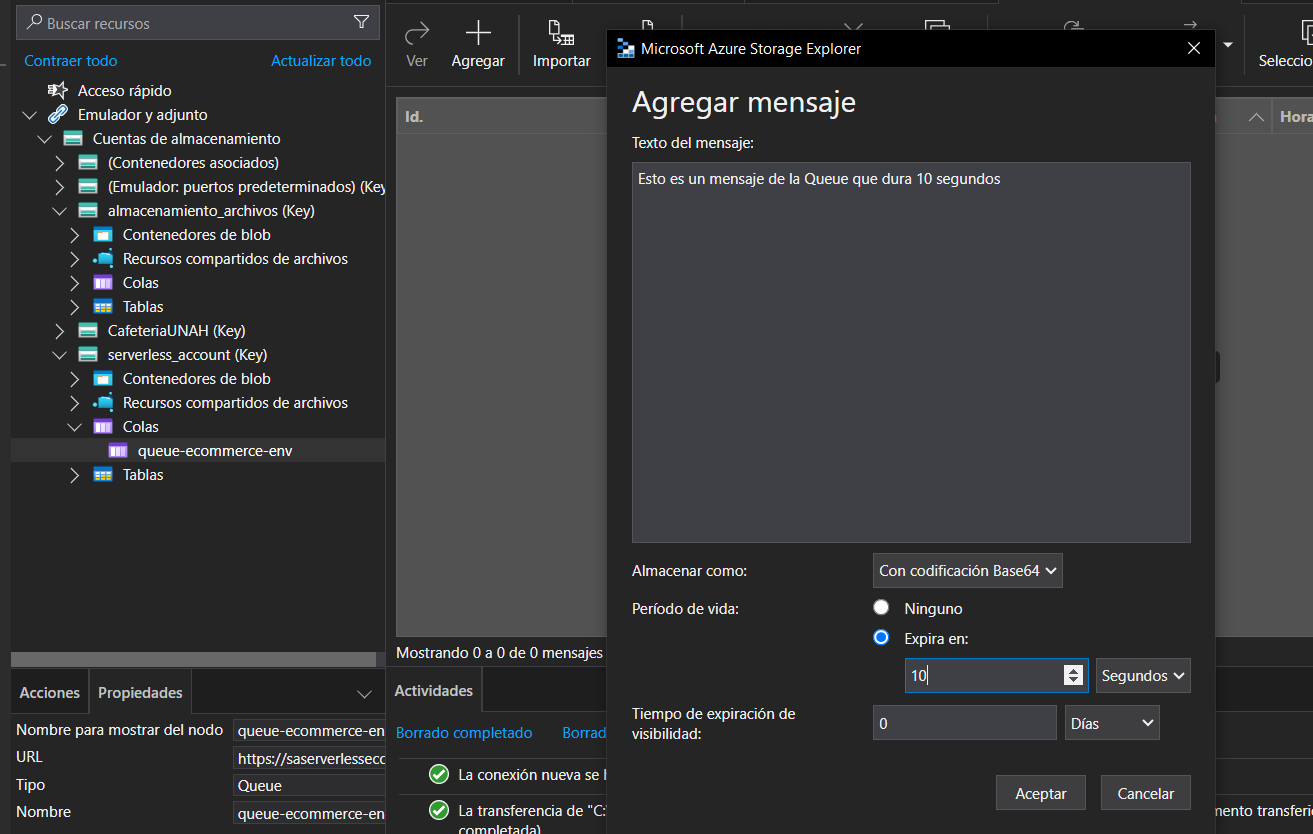 Buscar recursos
Contraer todo
Actualizar todo
Acceso rápido
Emulador y adjunto
Cuentas de almacenamiento
(Contenedores asociados)
(Emulador: puertos predeterminados) (Key
almacenamiento_archivos (Key)
Contenedores de blob
Recursos compartidos de archivos
Colas
Tablas
CafeteriaUNAH (Key)
serverless_account (Key)
Contenedores de blob
Recursos compartidos de archivos
Colas
queue-ecommerce-env
Tablas
Acciones
Propiedades
Nombre para mostrar del nodo
queue-ecommerce-en
URL
https://saserverlessecc
Tipo
Queue
Nombre
queue-ecommerce-en
Ver
Agregar
Importar
Seleccio
Id.
Hora
Mostrando 0 a 0 de 0 mensajes
Actividades
Borrado completado
Borrad
La conexión nueva se h
La transferencia de "C:
completada)
mento transferi
Microsoft Azure Storage Explorer
Agregar mensaje
Texto del mensaje:
Esto es un mensaje de la Queue que dura 10 segundos
Almacenar como:
Con codificación Base64
Período de vida:
Ninguno
Expira en:
10
Segundos
Tiempo de expiración de
visibilidad:
0
Días
Aceptar
Cancelar